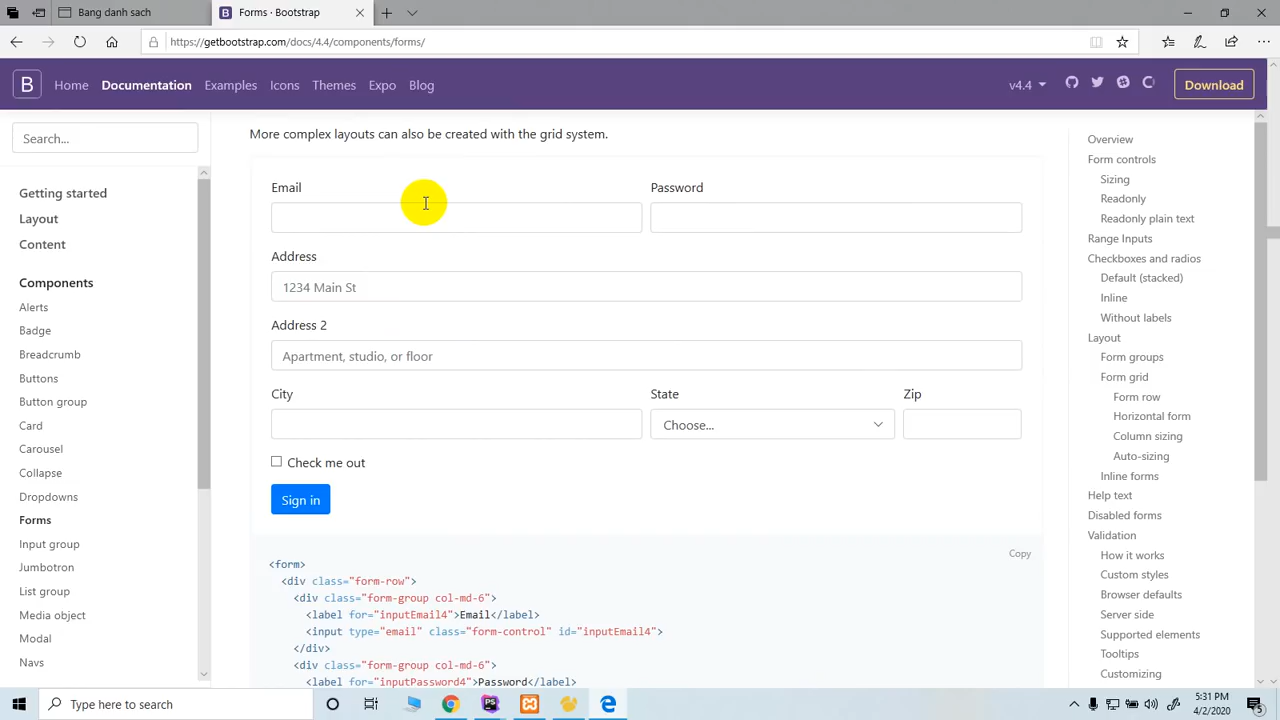 Bang danh sach
Forms · Bootstrap
https://getbootstrap.com/docs/4.4/components/forms/
B
Home
Documentation
Examples
Icons
Themes
Expo
Blog
v4.4
Download
Search...
Getting started
Layout
Content
Components
Alerts
Badge
Breadcrumb
Buttons
Button group
Card
Carousel
Collapse
Dropdowns
Forms
Input group
Jumbotron
List group
Media object
Modal
Navs
More complex layouts can also be created with the grid system.
Email
Password
Address
1234 Main St
Address 2
Apartment, studio, or floor
City
State
Zip
Choose...
Check me out
Sign in
Copy
<form>
<div class="form-row">
<div class="form-group col-md-6">
<label for="inputEmail4">Email</label>
<input type="email" class="form-control" id="inputEmail4">
</div>
<div class="form-group col-md-6">
<label for="inputPassword4">Password</label>
Overview
Form controls
Sizing
Readonly
Readonly plain text
Range Inputs
Checkboxes and radios
Default (stacked)
Inline
Without labels
Layout
Form groups
Form grid
Form row
Horizontal form
Column sizing
Auto-sizing
Inline forms
Help text
Disabled forms
Validation
How it works
Custom styles
Browser defaults
Server side
Supported elements
Tooltips
Customizing
Type here to search
PS
5:31 PM
4/2/2020
5